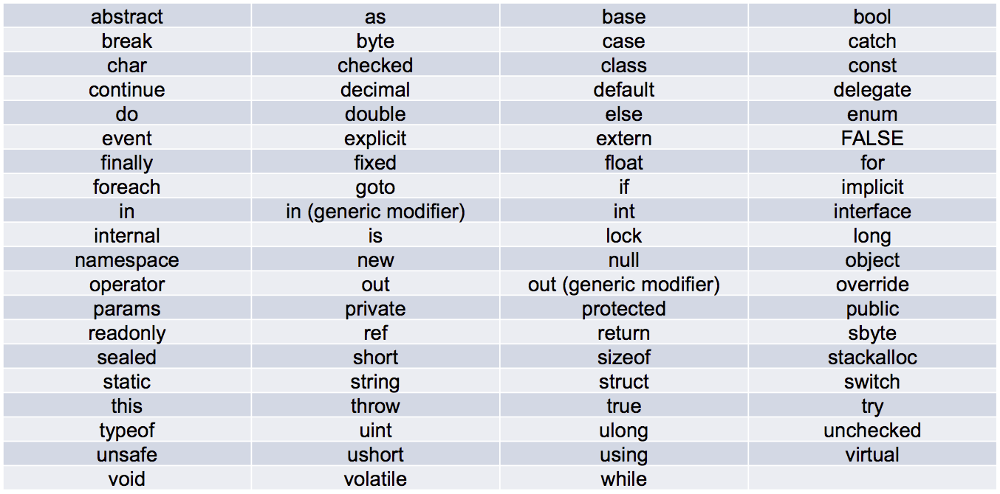 abstract as base bool
break byte case catch
char checked class const
continue decimal default delegate
do double else enum
event explicit extern FALSE
finally fixed float for
foreach goto if implicit
in in (generic modifier) int interface
internal is lock long
namespace new null object
operator out out (generic modifier) override
params private protected public
readonly ref return sbyte
sealed short sizeof stackalloc
static string struct switch
this throw true try
typeof uint ulong unchecked
unsafe ushort using virtual
void volatile while